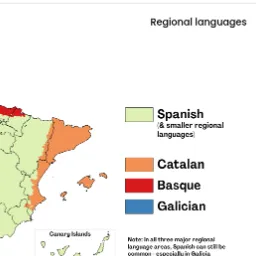 Regional languages
Spanish
(& smaller regional
languages)
Catalan
Basque
Galician
Canary Islands
Note: In all three major regional
language areas, Spanish can still be
common - especially in Galicia